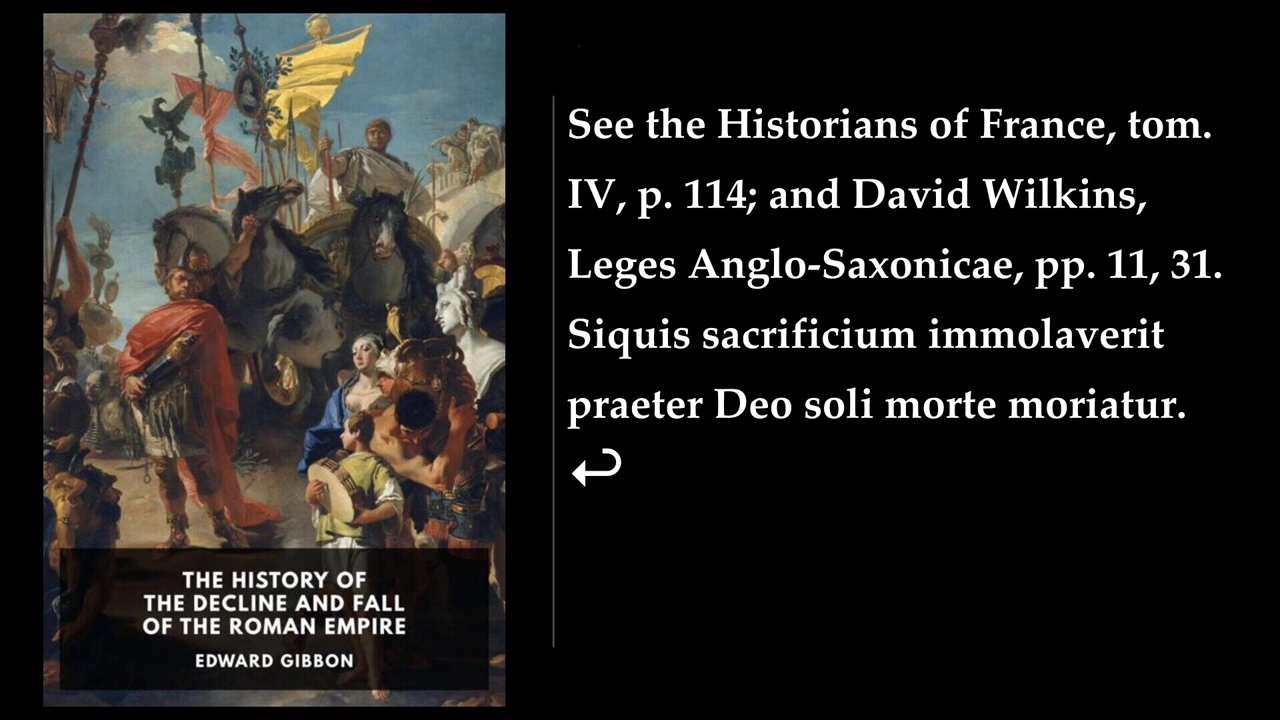 THE HISTORY OF
THE DECLINE AND FALL
OF THE ROMAN EMPIRE
EDWARD GIBBON
See the Historians of France, tom.
IV, p. 114; and David Wilkins,
Leges Anglo-Saxonicae, pp. 11, 31.
Siquis sacrificium immolaverit
praeter Deo soli morte moriatur.
↩